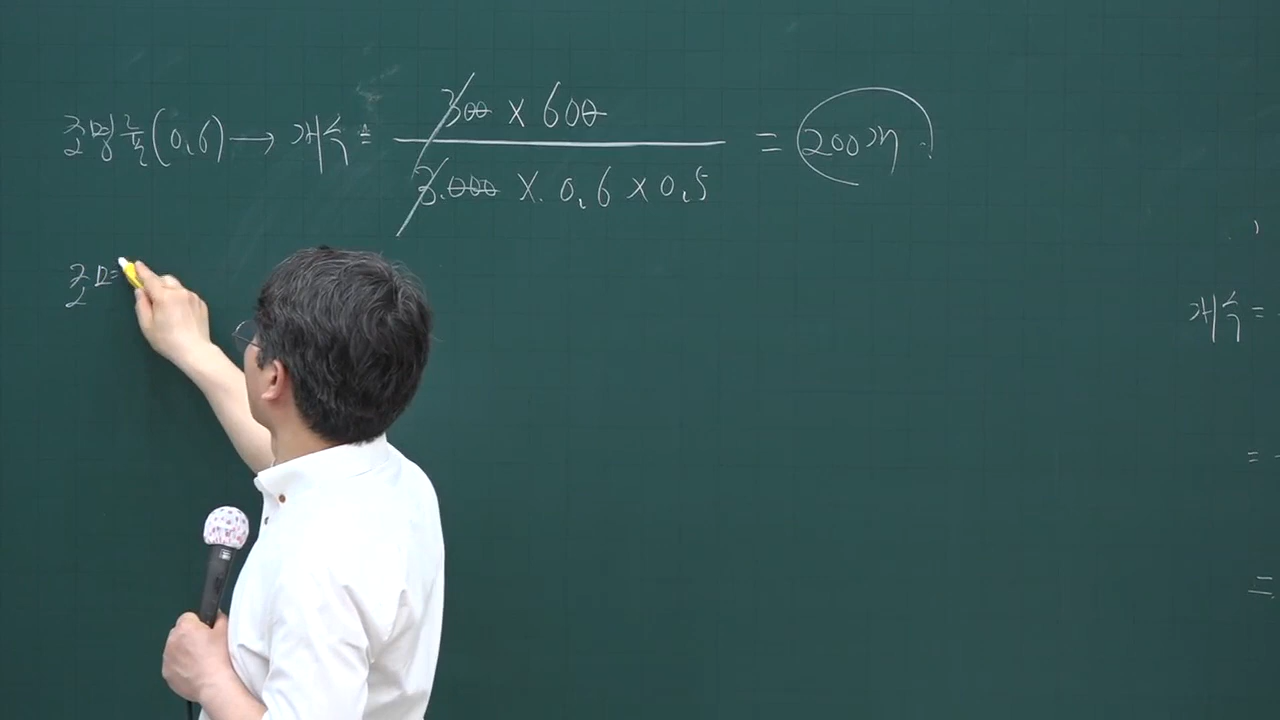 조명률(0.6) → 개수 = 300 X 600 / 3.000 X. 0.6 X 0.5 = 200개.
조
개수 =
=
=